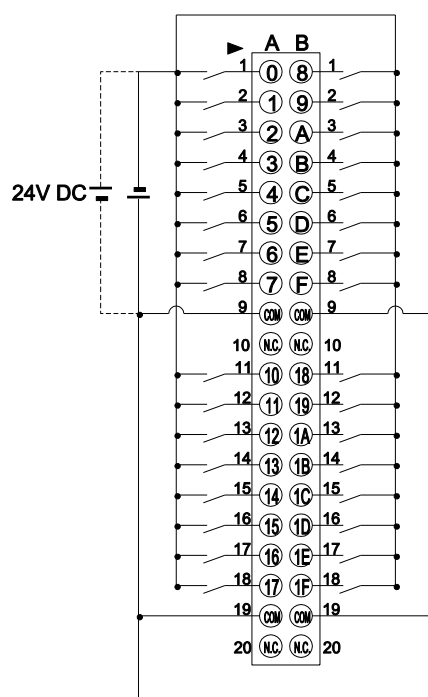 A B
1 0 8 1
2 1 9 2
3 2 A 3
4 3 B 4
24V DC 5 4 C 5
6 5 D 6
7 6 E 7
8 7 F 8
9 COM COM 9
10 N.C. N.C. 10
11 10 18 11
12 11 19 12
13 12 1A 13
14 13 1B 14
15 14 1C 15
16 15 1D 16
17 16 1E 17
18 17 1F 18
19 COM COM 19
20 N.C. N.C. 20